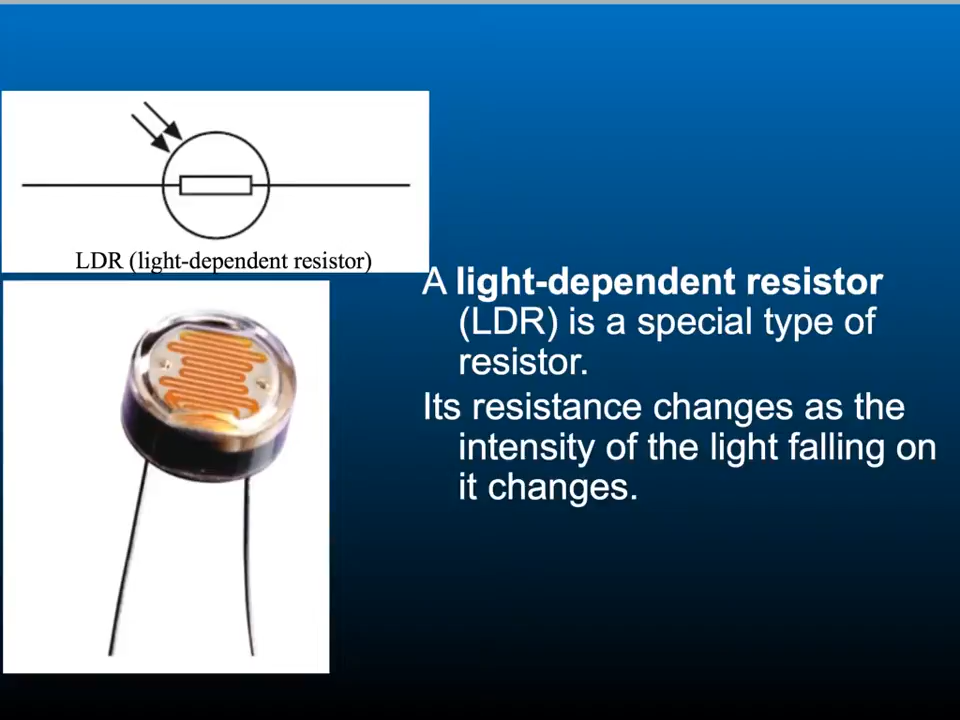 LDR (light-dependent resistor)
A light-dependent resistor
(LDR) is a special type of
resistor.
Its resistance changes as the
intensity of the light falling on
it changes.